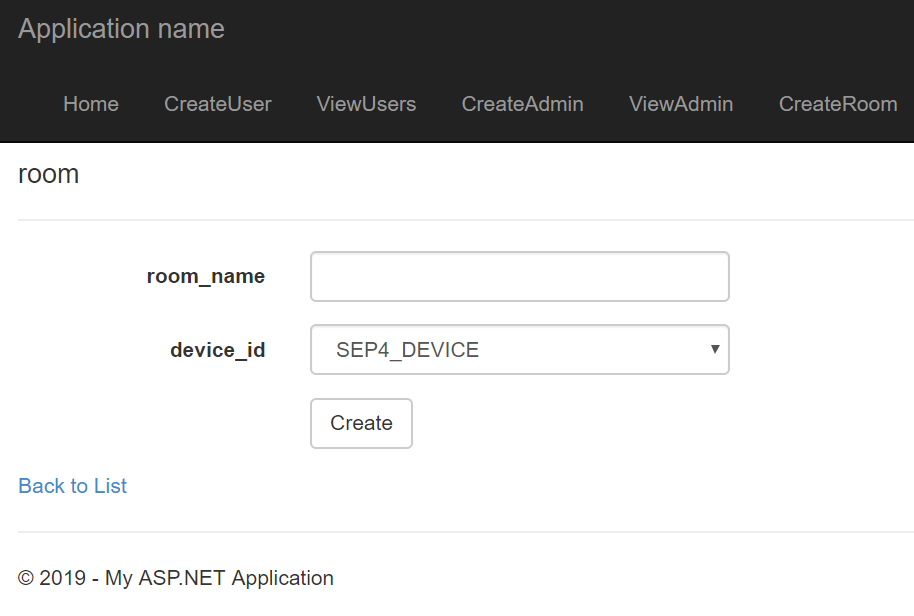 Application name
Home CreateUser ViewUsers CreateAdmin ViewAdmin CreateRoom
room
room_name
device_id SEP4_DEVICE
Create
Back to List
© 2019 - My ASP.NET Application